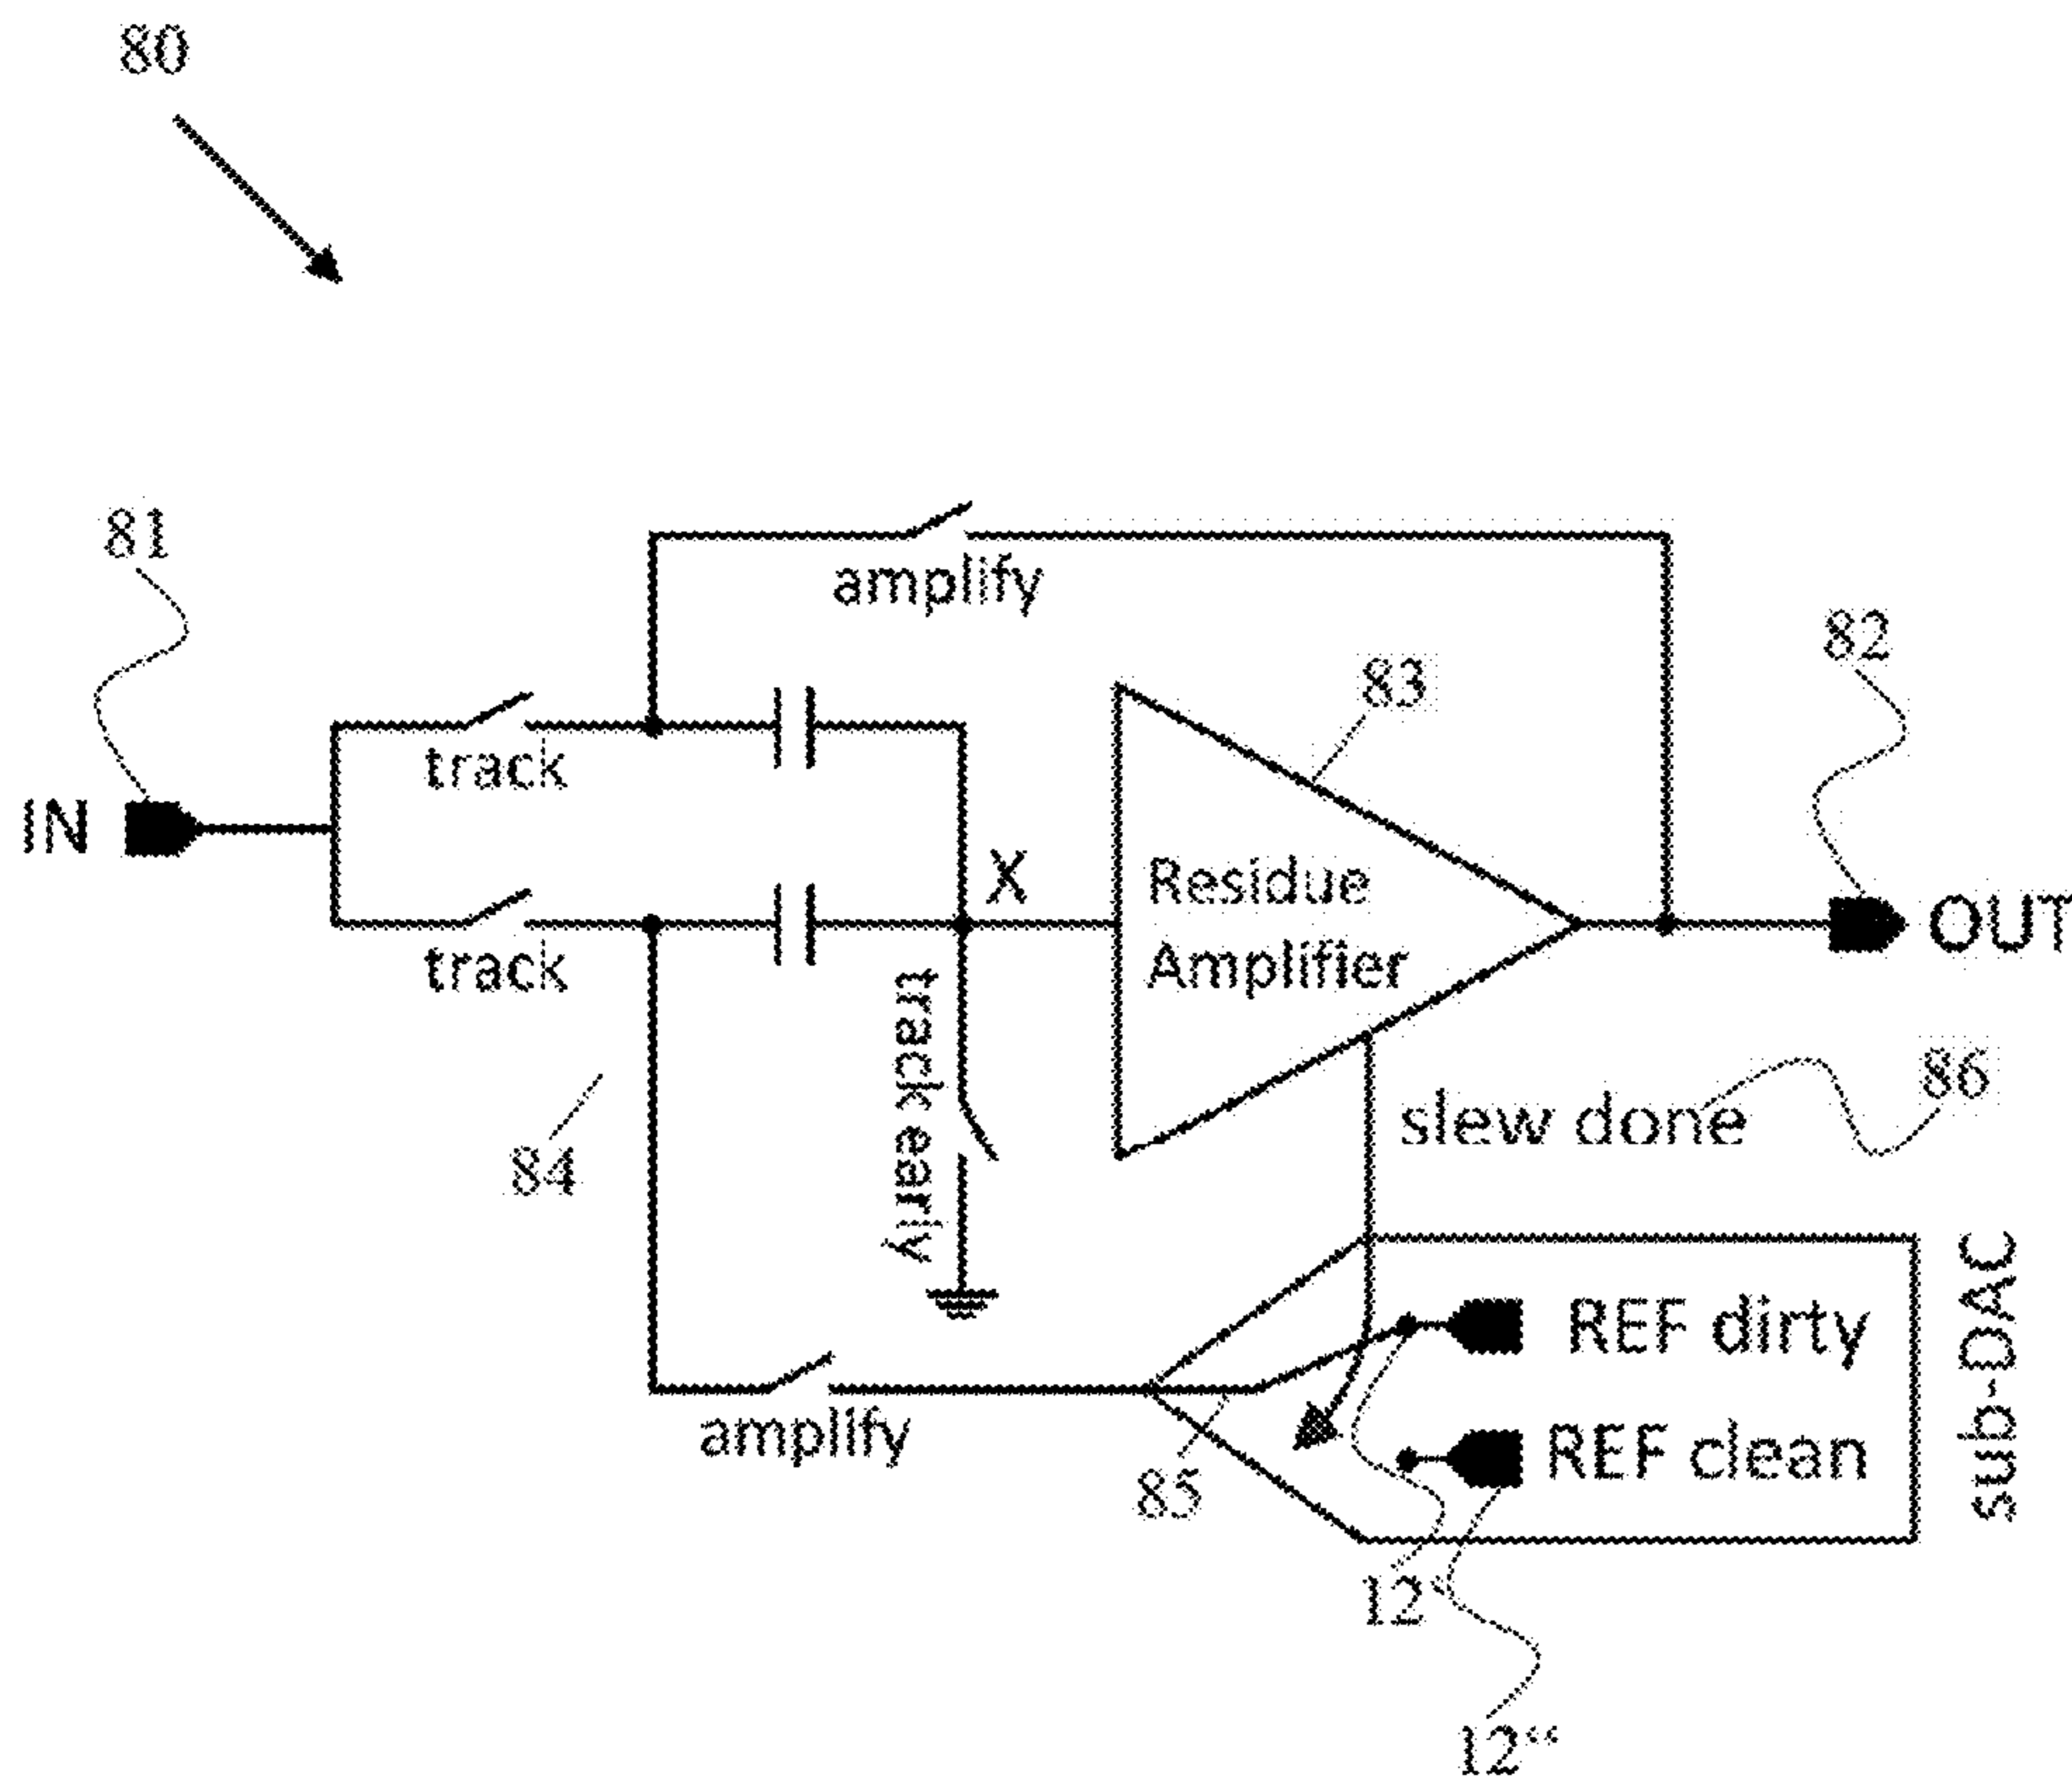 80
81
amplify
82
83
track
IN
X
Residue
Amplifier
OUT
track
track early
84
slew done
86
sub-DAC
REF dirty
amplify
REF clean
85
12‘
12“